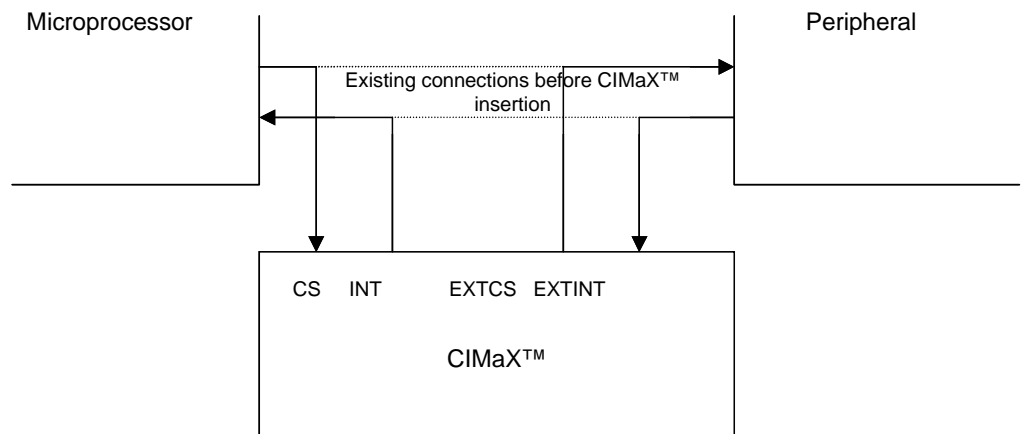 Microprocessor
Peripheral
Existing connections before CIMaX™
insertion
CS INT EXTCS EXTINT
CIMaX™